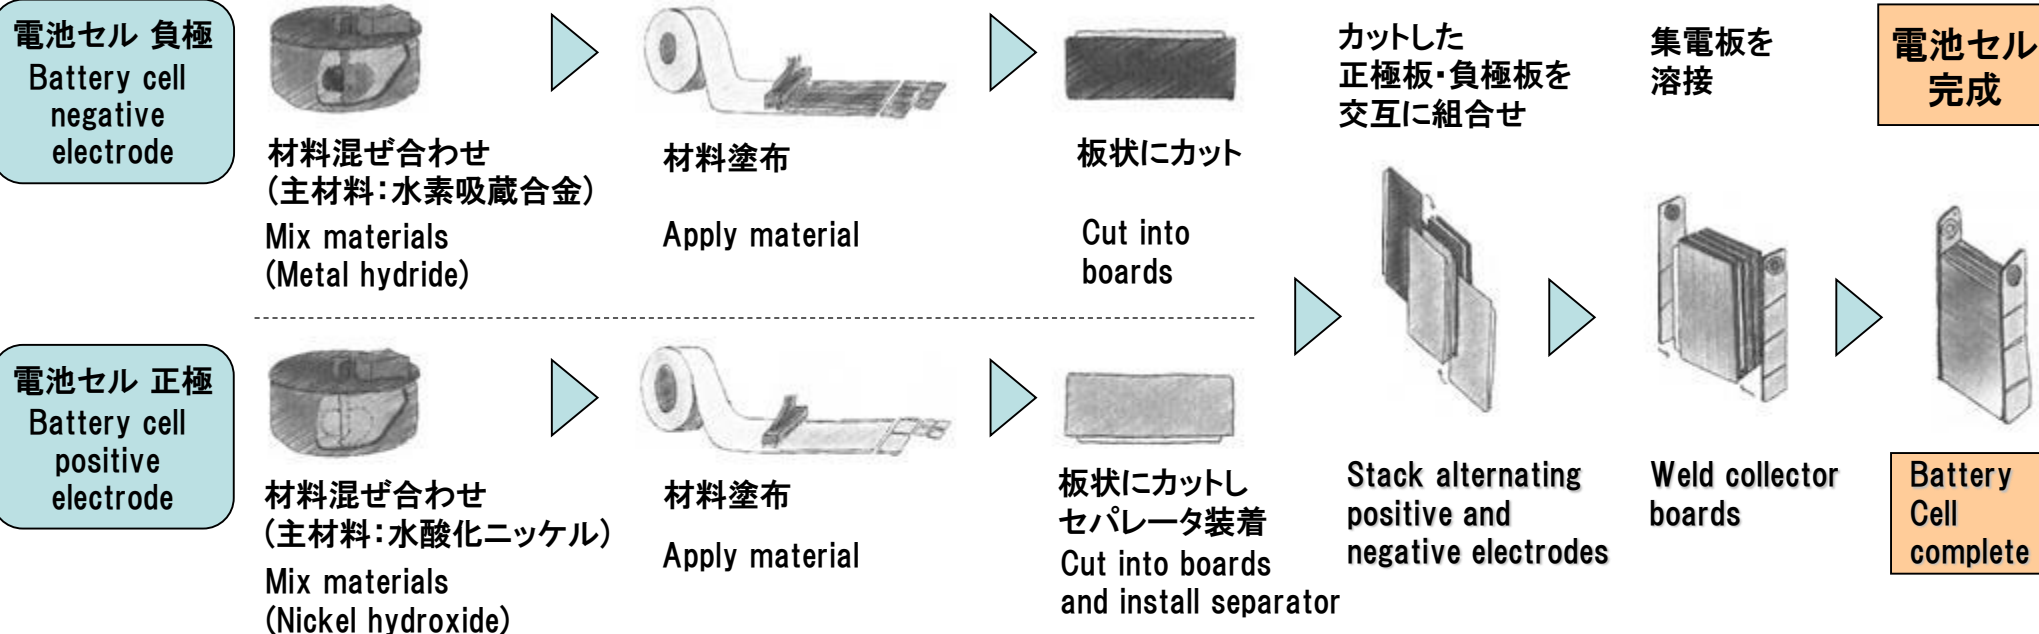 電池セル 負極
Battery cell
negative
electrode
材料混ぜ合わせ
（主材料：水素吸蔵合金）
Mix materials
(Metal hydride)
材料塗布
Apply material
板状にカット
Cut into
boards
電池セル 正極
Battery cell
positive
electrode
材料混ぜ合わせ
（主材料：水酸化ニッケル）
Mix materials
(Nickel hydroxide)
材料塗布
Apply material
板状にカットし
セパレータ装着
Cut into boards
and install separator
カットした
正極板・負極板を
交互に組合せ
Stack alternating
positive and
negative electrodes
集電板を
溶接
Weld collector
boards
電池セル
完成
Battery
Cell
complete